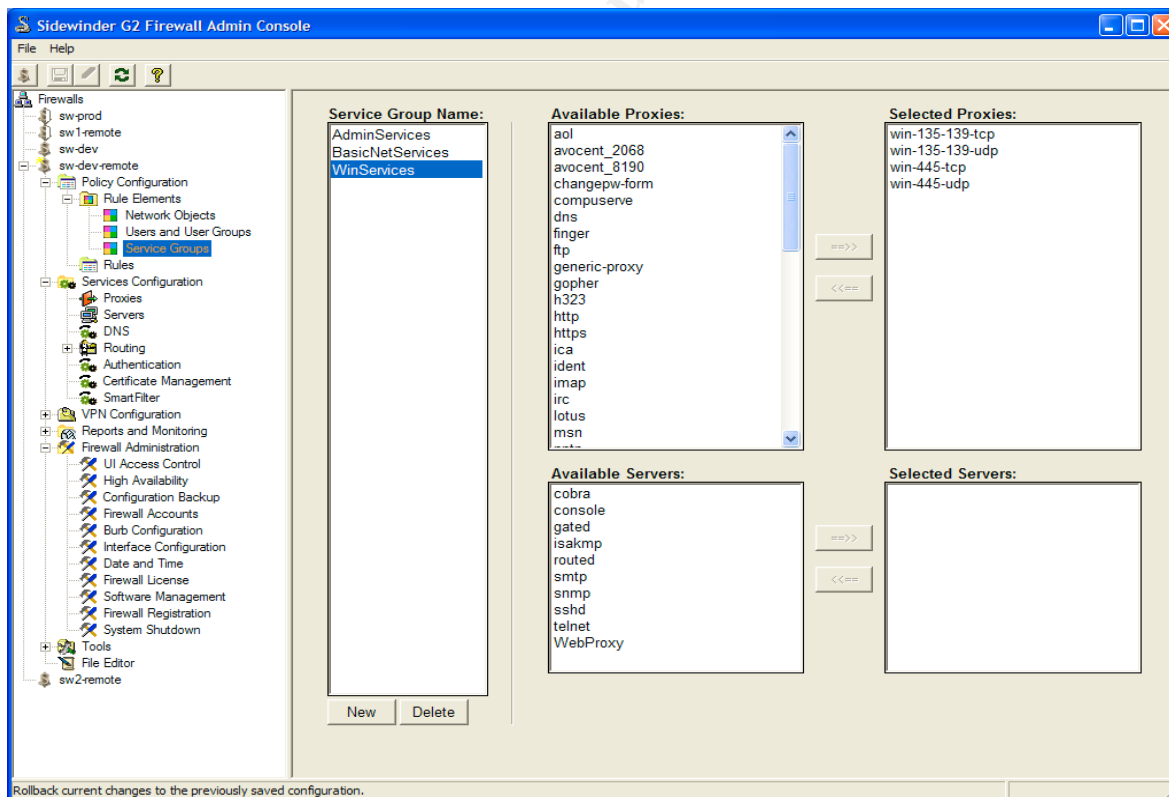 Sidewinder G2 Firewall Admin Console
File Help
Firewalls
sw-prod
sw1-remote
sw-dev
sw-dev-remote
Policy Configuration
Rule Elements
Network Objects
Users and User Groups
Service Groups
Rules
Services Configuration
Proxies
Servers
DNS
Routing
Authentication
Certificate Management
SmartFilter
VPN Configuration
Reports and Monitoring
Firewall Administration
UI Access Control
High Availability
Configuration Backup
Firewall Accounts
Burb Configuration
Interface Configuration
Date and Time
Firewall License
Software Management
Firewall Registration
System Shutdown
Tools
File Editor
sw2-remote
Service Group Name:
AdminServices
BasicNetServices
WinServices
New Delete
Available Proxies:
aol
avocent_2068
avocent_8190
changepw-form
compuserve
dns
finger
ftp
generic-proxy
gopher
h323
http
https
ica
ident
imap
irc
lotus
msn
==>>
<<==
Selected Proxies:
win-135-139-tcp
win-135-139-udp
win-445-tcp
win-445-udp
Available Servers:
cobra
console
gated
isakmp
routed
smtp
snmp
sshd
telnet
WebProxy
==>>
<<==
Selected Servers:
Rollback current changes to the previously saved configuration.